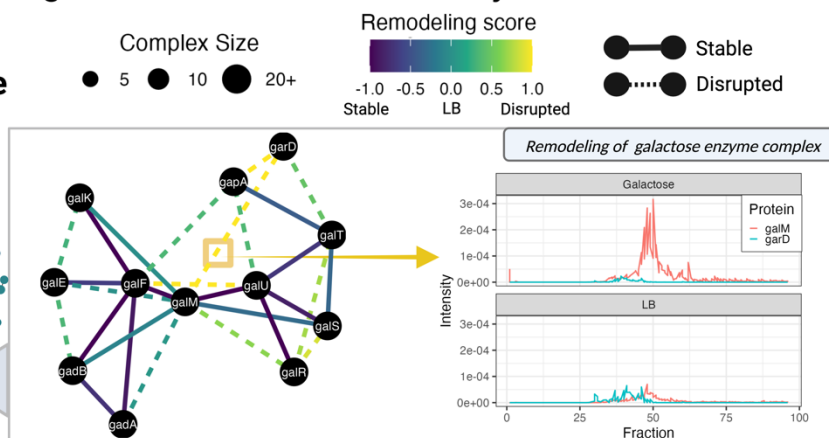 Complex Size
5 10 20+
Remodeling score
-1.0 -0.5 0.0 0.5 1.0
Stable LB Disrupted
Stable
Disrupted
Remodeling of galactose enzyme complex
garD
gapA
galK
galT
galE
galF
galM
galU
galS
gadB
galR
gadA
Galactose
3e-04
2e-04
1e-04
0e+00
Protein
galM
garD
LB
3e-04
2e-04
1e-04
0e+00
Intensity
0 25 50 75 100
Fraction